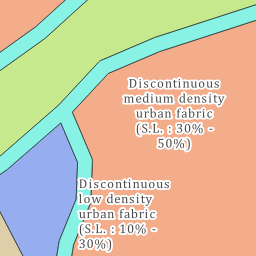 Discontinuous
medium density
urban fabric
(S.L. : 30% -
50%)
Discontinuous
low density
urban fabric
(S.L. : 10% -
30%)